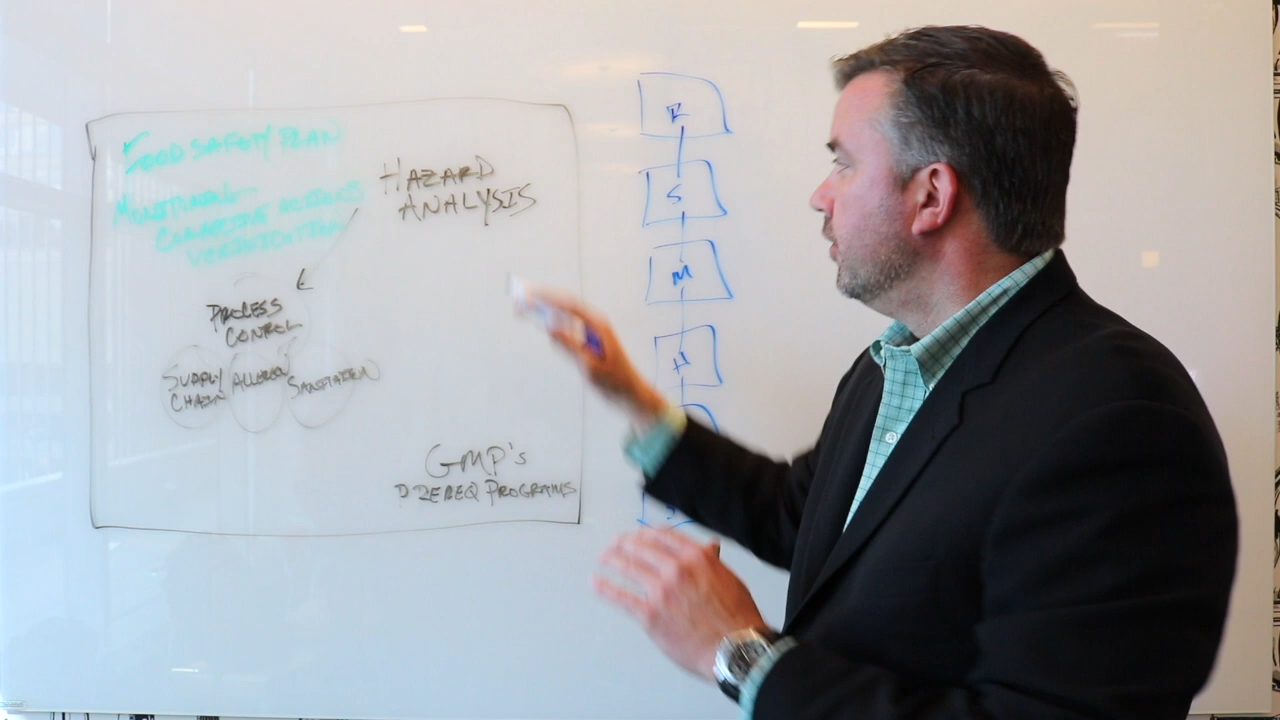 FOOD SAFETY PLAN
MONITORING
CORRECTIVE ACTIONS
VERIFICATION
HAZARD
ANALYSIS
PROCESS
CONTROL
SUPPLY
CHAIN
ALLERGEN
SANITATION
GMP's
PREREQ PROGRAMS
R
S
M
H